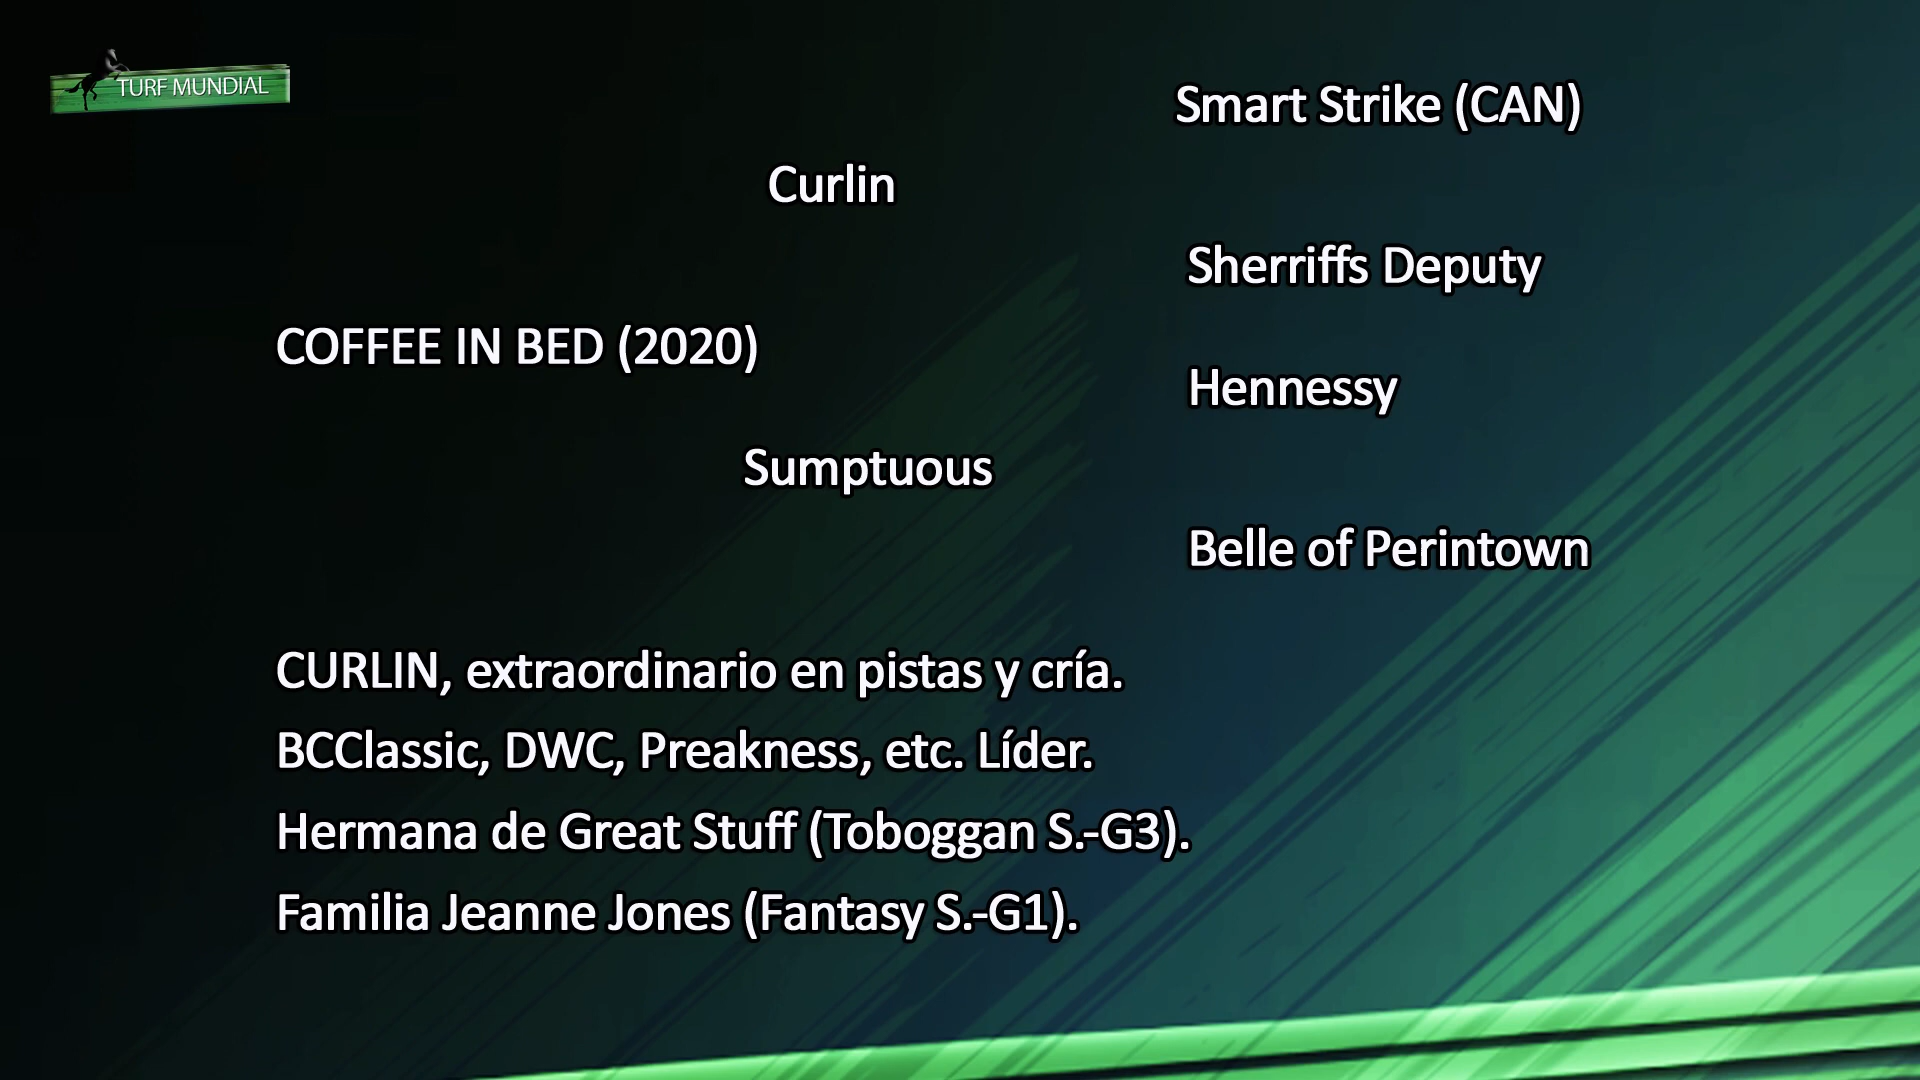 TURF MUNDIAL
Smart Strike (CAN)
Curlin
Sherriffs Deputy
COFFEE IN BED (2020)
Hennessy
Sumptuous
Belle of Perintown
CURLIN, extraordinario en pistas y cría.
BCClassic, DWC, Preakness, etc. Líder.
Hermana de Great Stuff (Toboggan S.-G3).
Familia Jeanne Jones (Fantasy S.-G1).